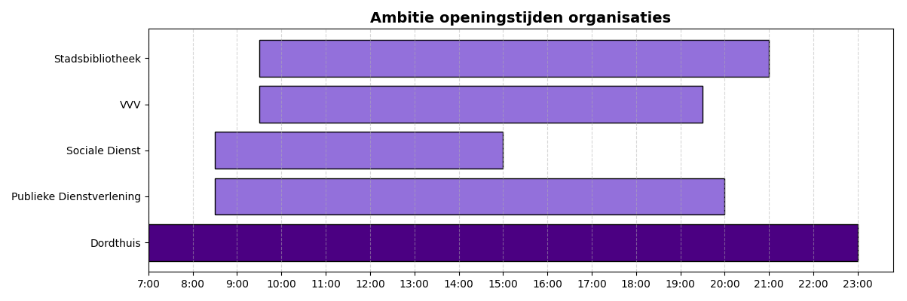 Ambitie openingstijden organisaties
Stadsbibliotheek
VVV
Sociale Dienst
Publieke Dienstverlening
Dordthuis
7:00 8:00 9:00 10:00 11:00 12:00 13:00 14:00 15:00 16:00 17:00 18:00 19:00 20:00 21:00 22:00 23:00